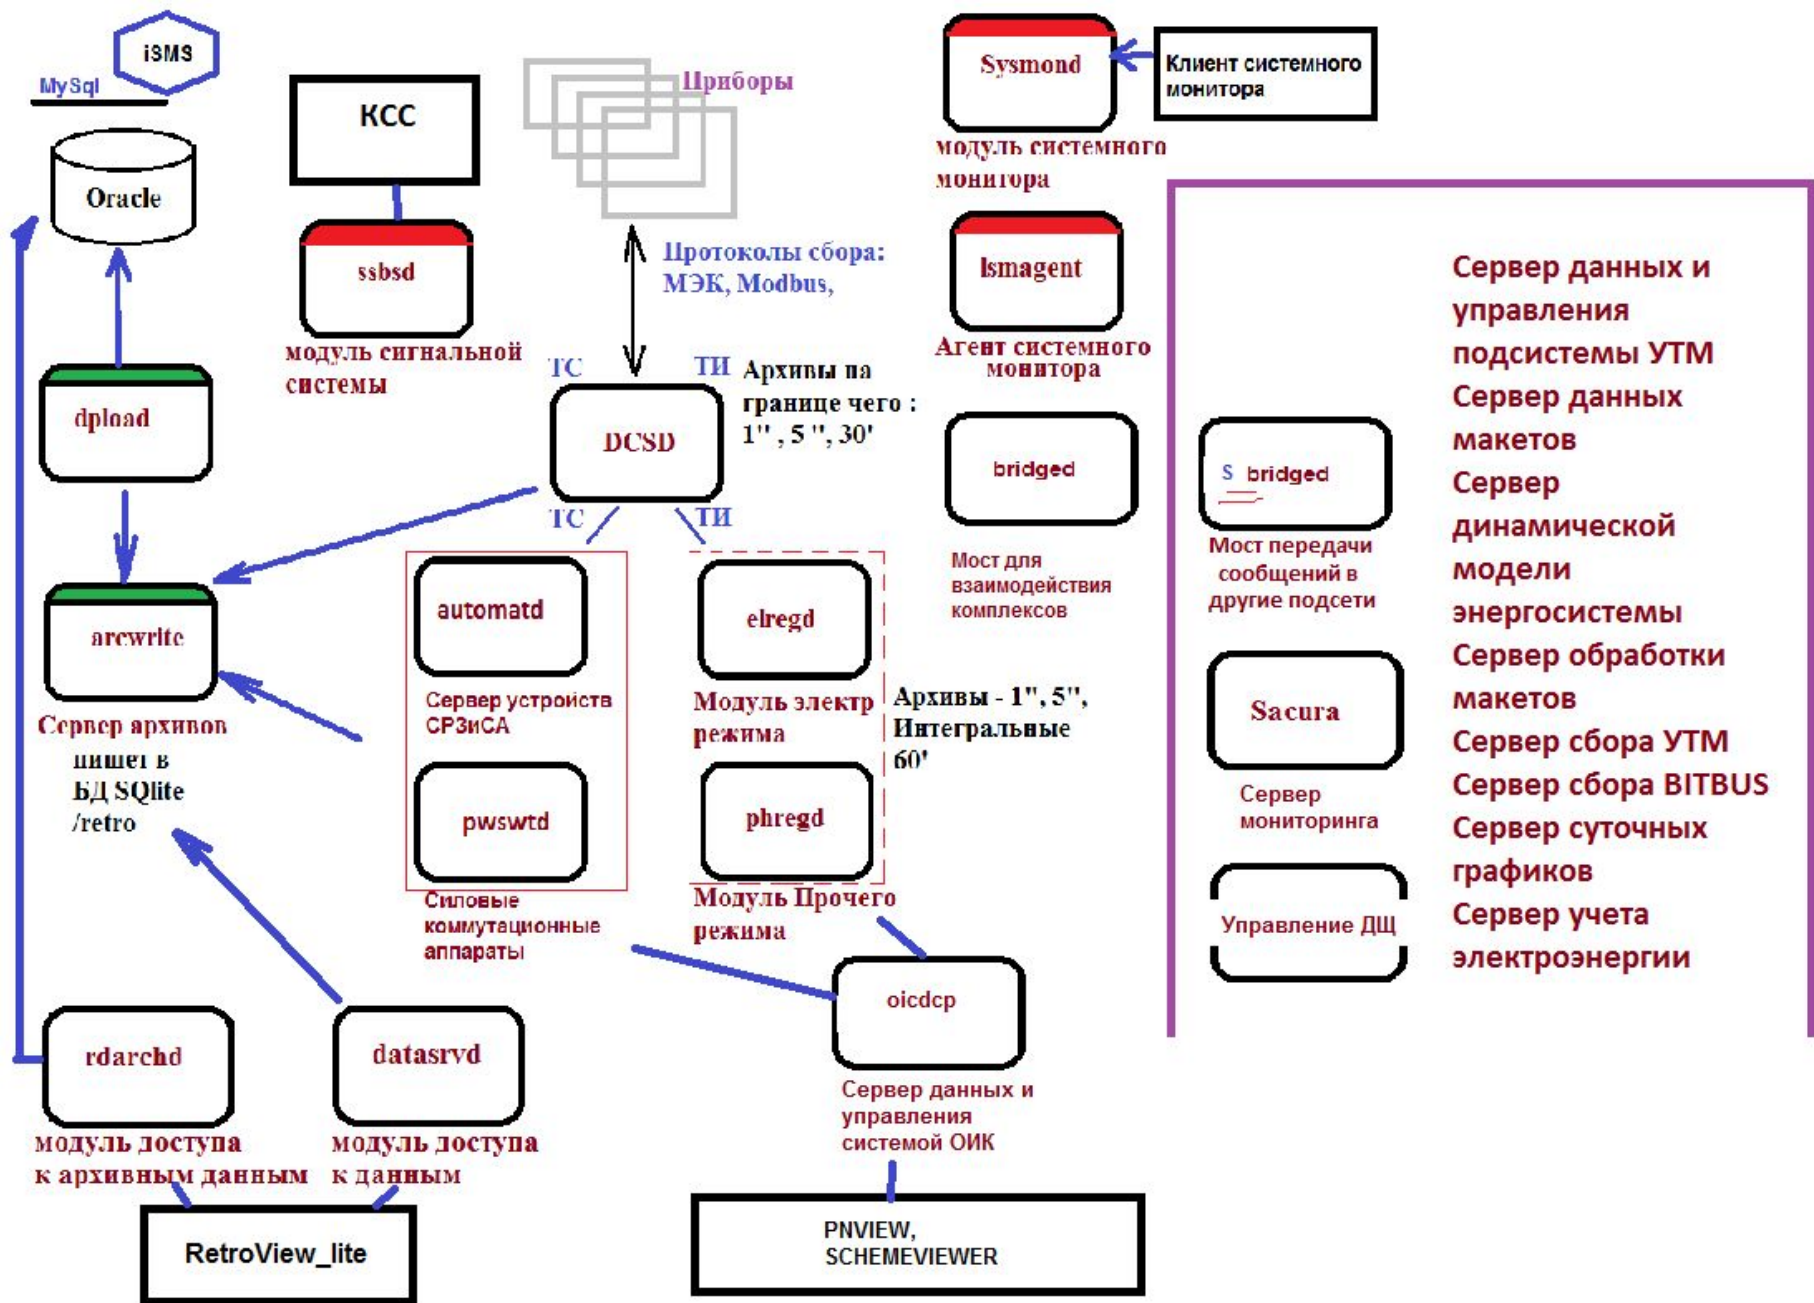 iSMS
MySql
Oracle
dpload
arcwrite
Сервер архивов
пишет в
БД SQlite
/retro
КСС
ssbsd
модуль сигнальной
системы
Приборы
Протоколы сбора:
МЭК, Modbus,
ТС
ТИ
Архивы на
границе чего :
1'' , 5 '', 30'
DCSD
ТС
ТИ
automatd
Сервер устройств
СРЗиСА
pwswtd
Силовые
коммутационные
аппараты
elregd
Модуль электр
режима
Архивы - 1'', 5'',
Интегральные
60'
phregd
Модуль Прочего
режима
Sysmond
модуль системного
монитора
Клиент системного
монитора
lsmagent
Агент системного
монитора
bridged
Мост для
взаимодействия
комплексов
S bridged
Мост передачи
сообщений в
другие подсети
Sacura
Сервер
мониторинга
Управление ДЩ
Сервер данных и
управления
подсистемы УТМ
Сервер данных
макетов
Сервер
динамической
модели
энергосистемы
Сервер обработки
макетов
Сервер сбора УТМ
Сервер сбора BITBUS
Сервер суточных
графиков
Сервер учета
электроэнергии
rdarchd
модуль доступа
к архивным данным
datasrvd
модуль доступа
к данным
RetroView_lite
oicdcp
Сервер данных и
управления
системой ОИК
PNVIEW,
SCHEMEVIEWER